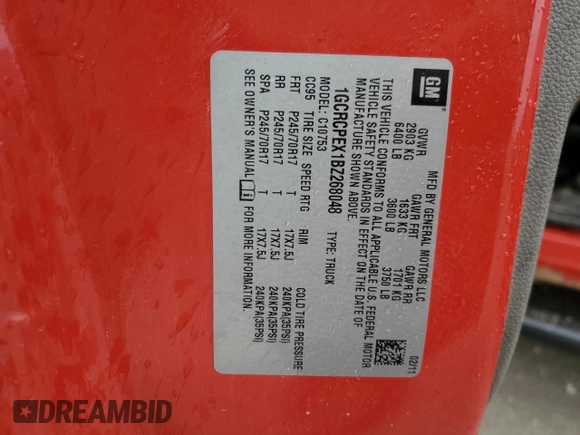 GM
MFD BY GENERAL MOTORS LLC
02/11
GVWR GAWR FRT GAWR RR
2903 KG 1633 KG 1701 KG
6400 LB 3600 LB 3750 LB
THIS VEHICLE CONFORMS TO ALL APPLICABLE U.S. FEDERAL MOTOR
VEHICLE SAFETY STANDARDS IN EFFECT ON THE DATE OF
MANUFACTURE SHOWN ABOVE.
1GCRCPEX1BZ268048 TYPE: TRUCK
MODEL: C10753
CC95 TIRE SIZE SPEED RTG RIM COLD TIRE PRESSURE
FRT P245/70R17 T 17X7.5J 240KPA(35PSI)
RR P245/70R17 T 17X7.5J 240KPA(35PSI)
SPA P245/70R17 T 17X7.5J 240KPA(35PSI)
SEE OWNER'S MANUAL FOR MORE INFORMATION.
DREAMBID